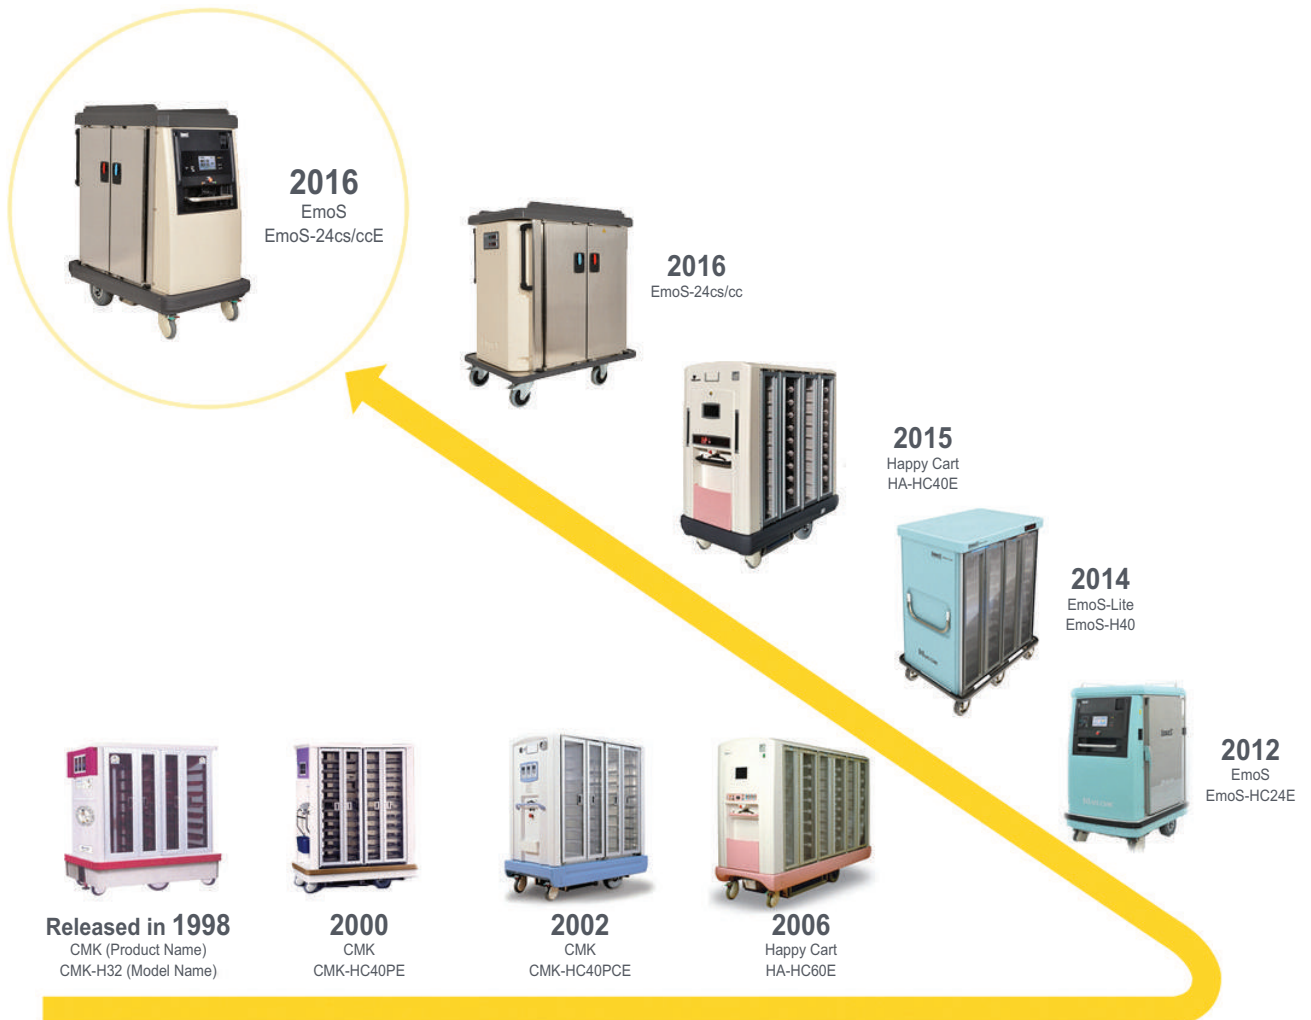 2016
EmoS
EmoS-24cs/ccE
2016
EmoS-24cs/cc
2015
Happy Cart
HA-HC40E
2014
EmoS-Lite
EmoS-H40
2012
EmoS
EmoS-HC24E
Released in 1998
CMK (Product Name)
CMK-H32 (Model Name)
2000
CMK
CMK-HC40PE
2002
CMK
CMK-HC40PCE
2006
Happy Cart
HA-HC60E